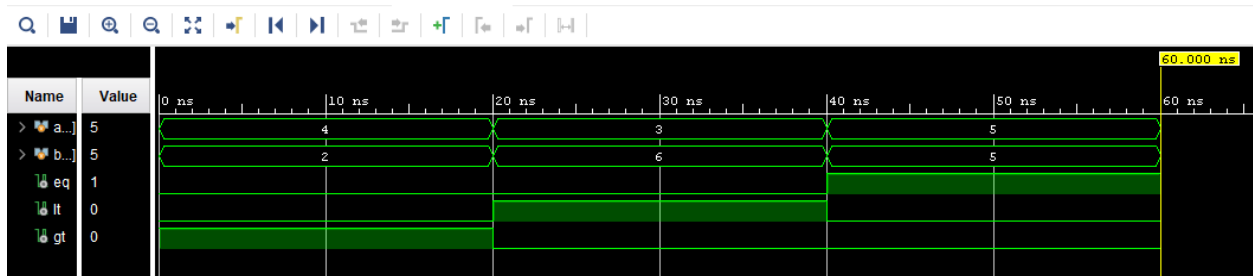 60.000 ns
Name Value 0 ns 10 ns 20 ns 30 ns 40 ns 50 ns 60 ns
> a...] 5 4 3 5
> b...] 5 2 6 5
eq 1
lt 0
gt 0